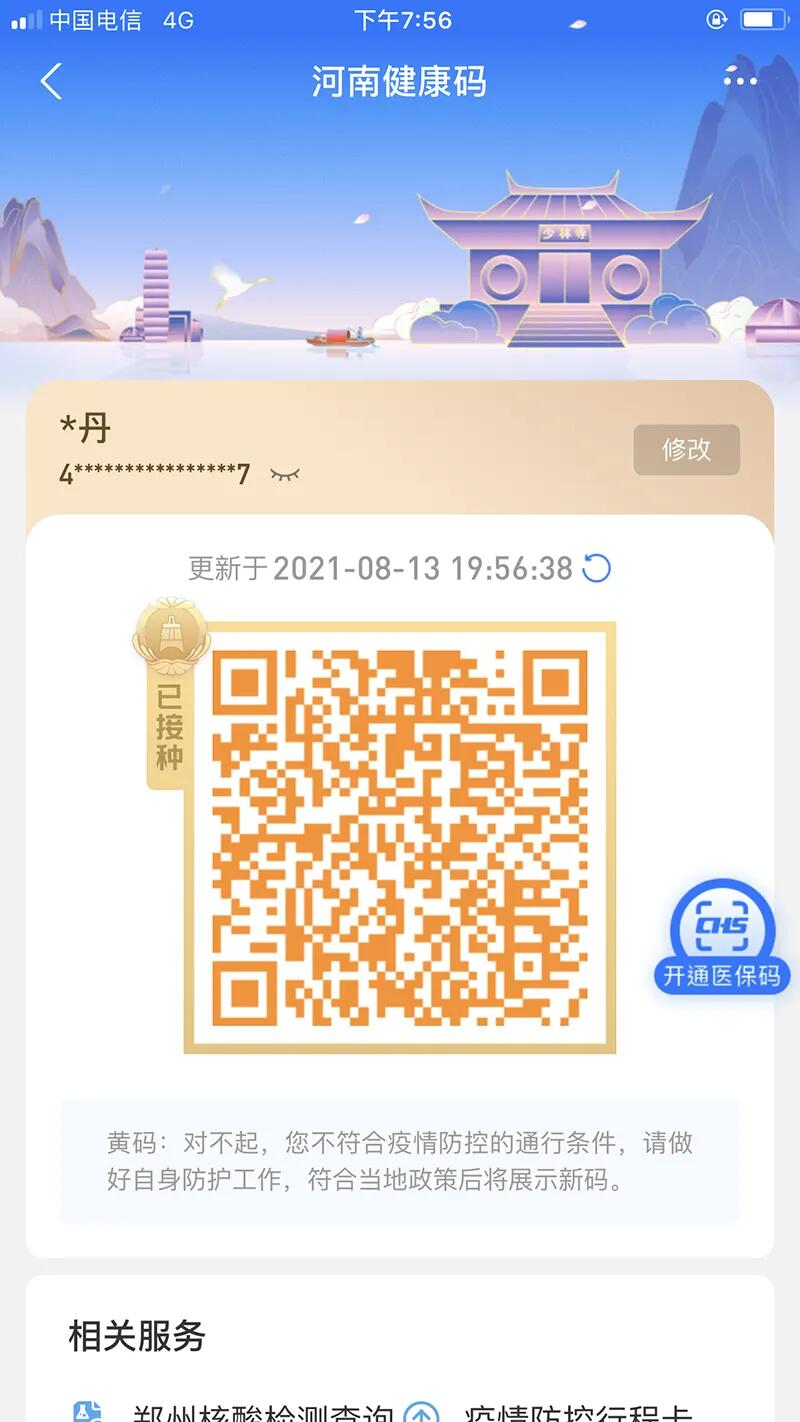 中国电信 4G 下午7:56
河南健康码
少林寺
*丹
4****************7
修改
更新于2021-08-13 19:56:38
已接种
CHS
开通医保码
黄码：对不起，您不符合疫情防控的通行条件，请做
好自身防护工作，符合当地政策后将展示新码。
相关服务
郑州核酸检测查询 疫情防控行程卡